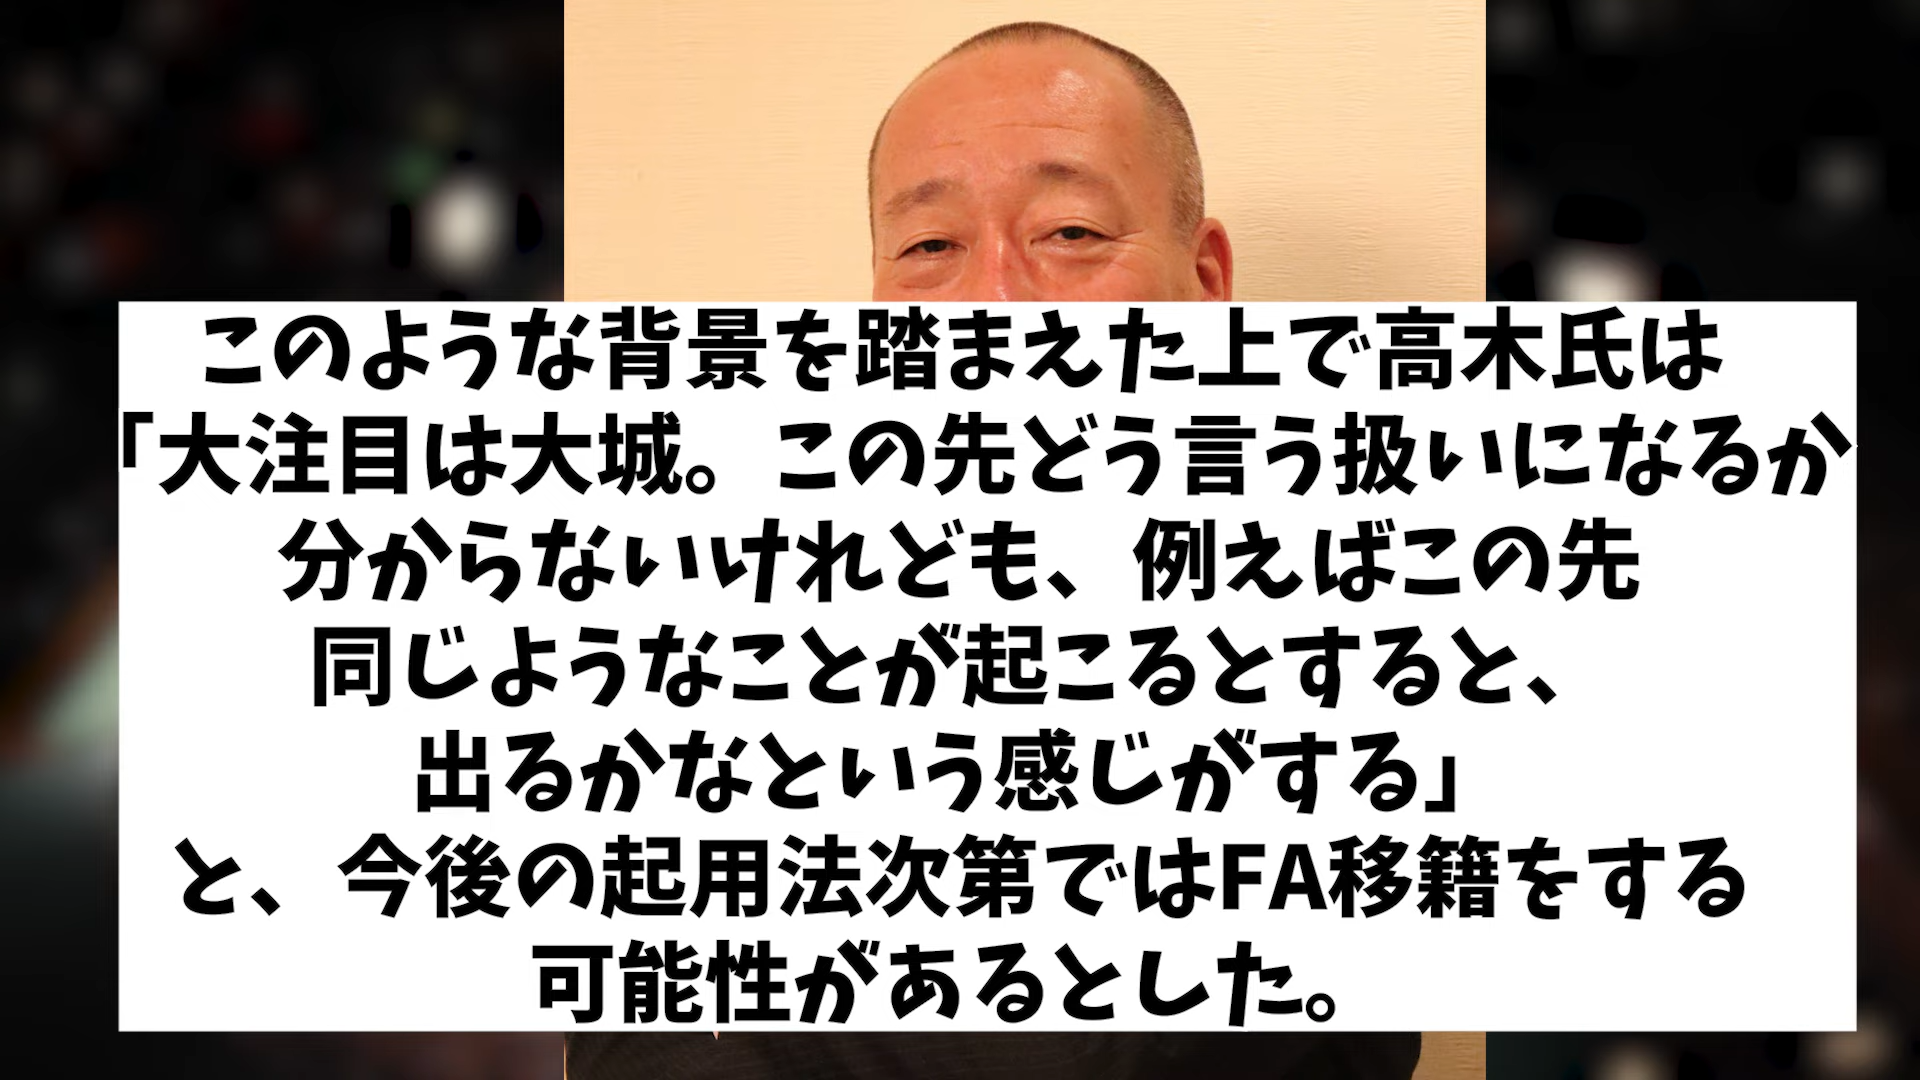 このような背景を踏まえた上で高木氏は
「大注目は大城。この先どう言う扱いになるか
分からないけれども、例えばこの先
同じようなことが起こるとすると、
出るかなという感じがする」
と、今後の起用法次第ではFA移籍をする
可能性があるとした。